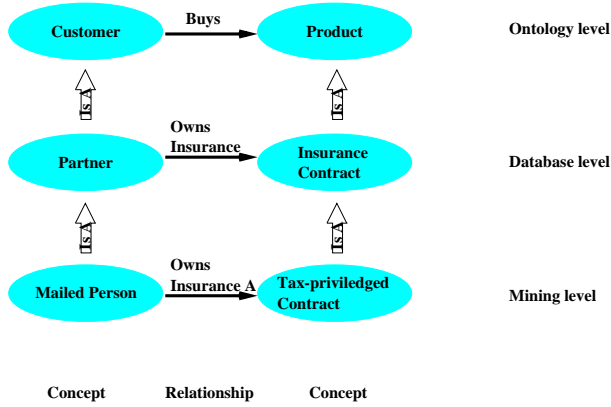 Buys
Customer
Product
Ontology level
Is A
Is A
Owns
Insurance
Partner
Insurance
Contract
Database level
Is A
Is A
Owns
Insurance A
Mailed Person
Tax-priviledged
Contract
Mining level
Concept
Relationship
Concept